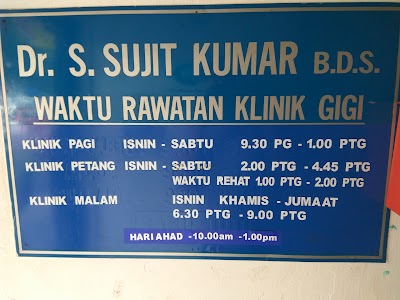 Dr. S. SUJIT KUMAR B.D.S.
WAKTU RAWATAN KLINIK GIGI
KLINIK PAGI ISNIN - SABTU 9.30 PG - 1.00 PTG
KLINIK PETANG ISNIN - SABTU 2.00 PTG - 4.45 PTG
WAKTU REHAT 1.00 PTG - 2.00 PTG
KLINIK MALAM ISNIN KHAMIS - JUMAAT
6.30 PTG - 9.00 PTG
HARI AHAD -10.00am -1.00pm